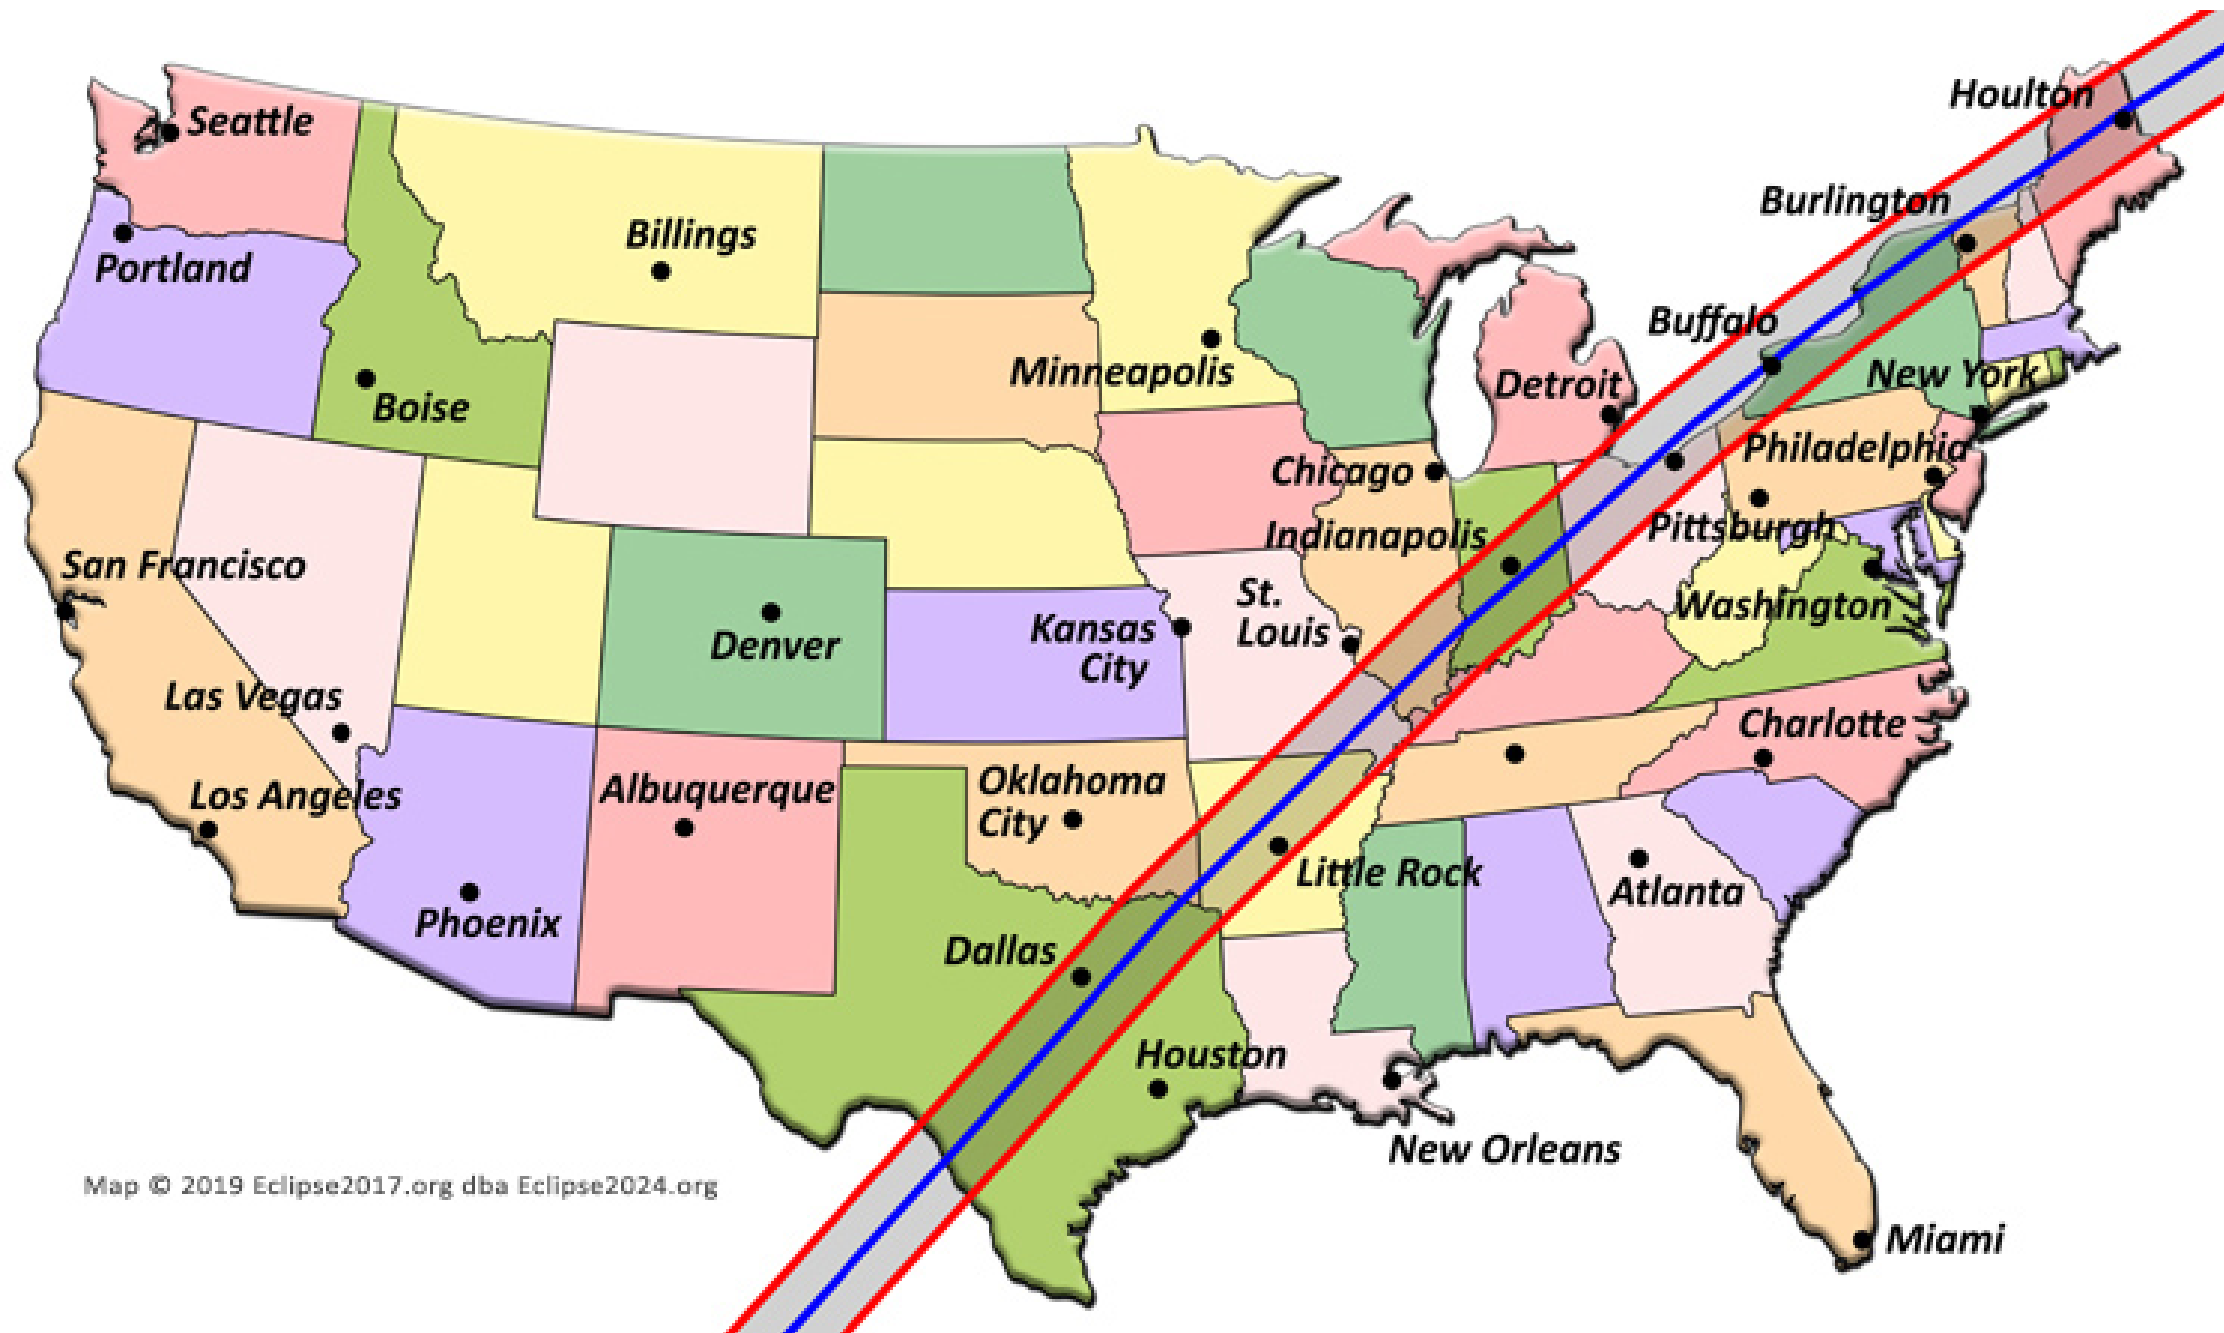 Houlton
Seattle
Burlington
Billings
Portland
Buffalo
Minneapolis
Detroit
New York
Boise
Philadelphia
Chicago
Pittsburgh
Indianapolis
San Francisco
St.
Louis
Washington
Kansas
City
Denver
Las Vegas
Charlotte
Los Angeles
Albuquerque
Oklahoma
City
Little Rock
Atlanta
Phoenix
Dallas
Houston
New Orleans
Map © 2019 Eclipse2017.org dba Eclipse2024.org
Miami